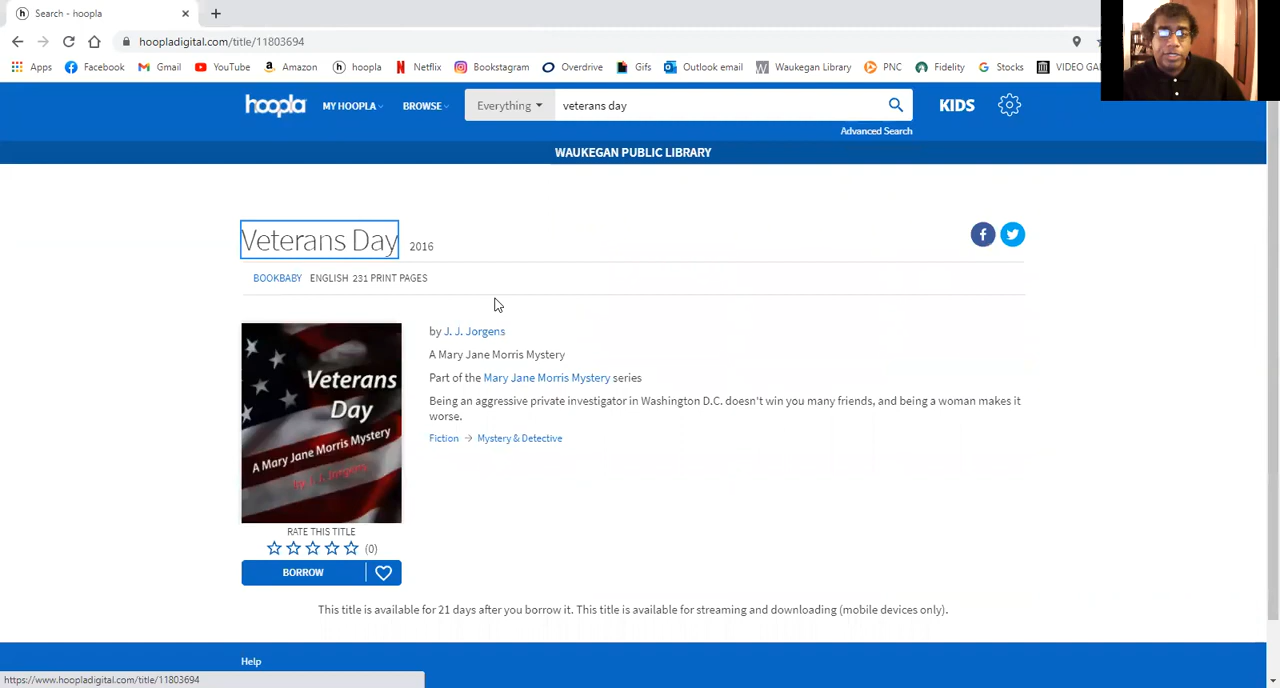 Search - hoopla
hoopladigital.com/title/11803694
Apps Facebook Gmail YouTube Amazon hoopla Netflix Bookstagram Overdrive Gifs Outlook email Waukegan Library PNC Fidelity Stocks VIDEO GA
hoopla MY HOOPLA BROWSE Everything veterans day KIDS
Advanced Search
WAUKEGAN PUBLIC LIBRARY
Veterans Day 2016
BOOKBABY ENGLISH 231 PRINT PAGES
by J. J. Jorgens
A Mary Jane Morris Mystery
Part of the Mary Jane Morris Mystery series
Being an aggressive private investigator in Washington D.C. doesn't win you many friends, and being a woman makes it
worse.
Fiction → Mystery & Detective
Veterans
Day
A Mary Jane Morris Mystery
by J. J. Jorgens
RATE THIS TITLE
(0)
BORROW
This title is available for 21 days after you borrow it. This title is available for streaming and downloading (mobile devices only).
Help
https://www.hoopladigital.com/title/11803694